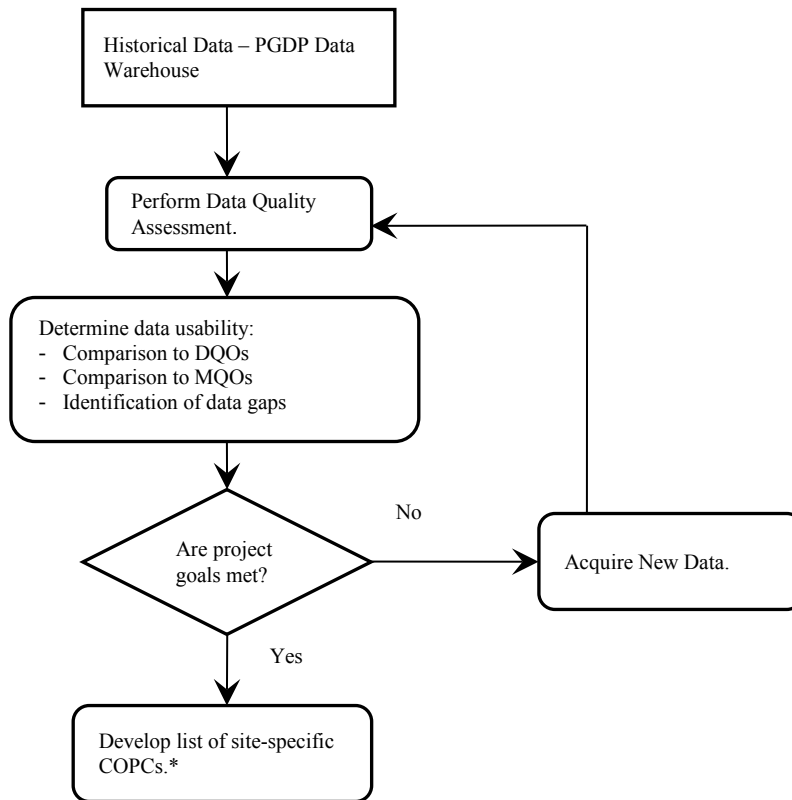 Historical Data – PGDP Data
Warehouse
Perform Data Quality
Assessment.
Determine data usability:
- Comparison to DQOs
- Comparison to MQOs
- Identification of data gaps
No
Are project
goals met?
Acquire New Data.
Yes
Develop list of site-specific
COPCs.*